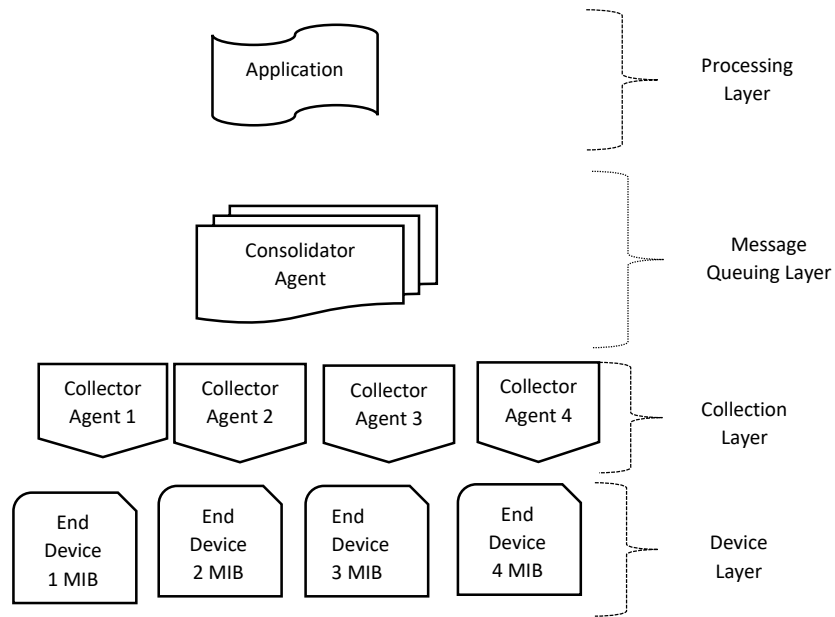 Application
Processing
Layer
Consolidator
Agent
Message
Queuing Layer
Collector
Agent 1
Collector
Agent 2
Collector
Agent 3
Collector
Agent 4
Collection
Layer
End
Device
1 MIB
End
Device
2 MIB
End
Device
3 MIB
End
Device
4 MIB
Device
Layer